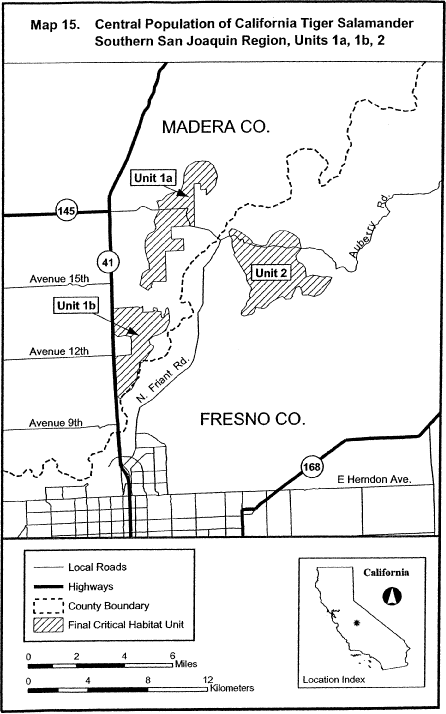 Map 15. Central Population of California Tiger Salamander
Southern San Joaquin Region, Units 1a, 1b, 2
MADERA CO.
Unit 1a
145
Auberry Rd.
41
Avenue 15th
Unit 2
Unit 1b
Avenue 12th
N. Friant Rd.
Avenue 9th
FRESNO CO.
168
E Herndon Ave.
Local Roads
Highways
County Boundary
Final Critical Habitat Unit
0 2 4 6
Miles
0 4 8 12
Kilometers
California
Location Index